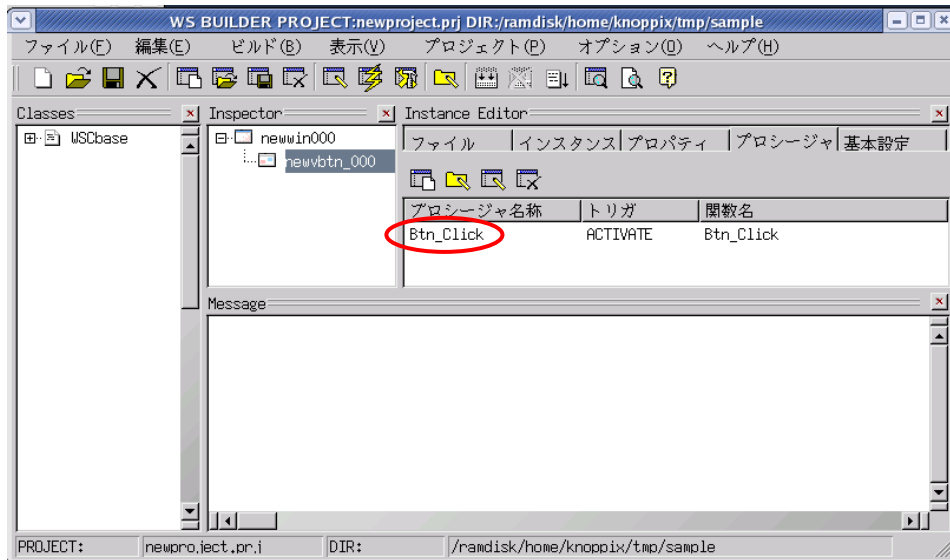 WS BUILDER PROJECT:newproject.prj DIR:/ramdisk/home/knoppix/tmp/sample
ファイル(F) 編集(E) ビルド(B) 表示(V) プロジェクト(P) オプション(O) ヘルプ(H)
Classes Inspector Instance Editor
WSCbase newwin000 ファイル インスタンス プロパティ プロシージャ 基本設定
newvbtn_000
プロシージャ名称 トリガ 関数名
Btn_Click ACTIVATE Btn_Click
Message
PROJECT: newproject.prj DIR: /ramdisk/home/knoppix/tmp/sample